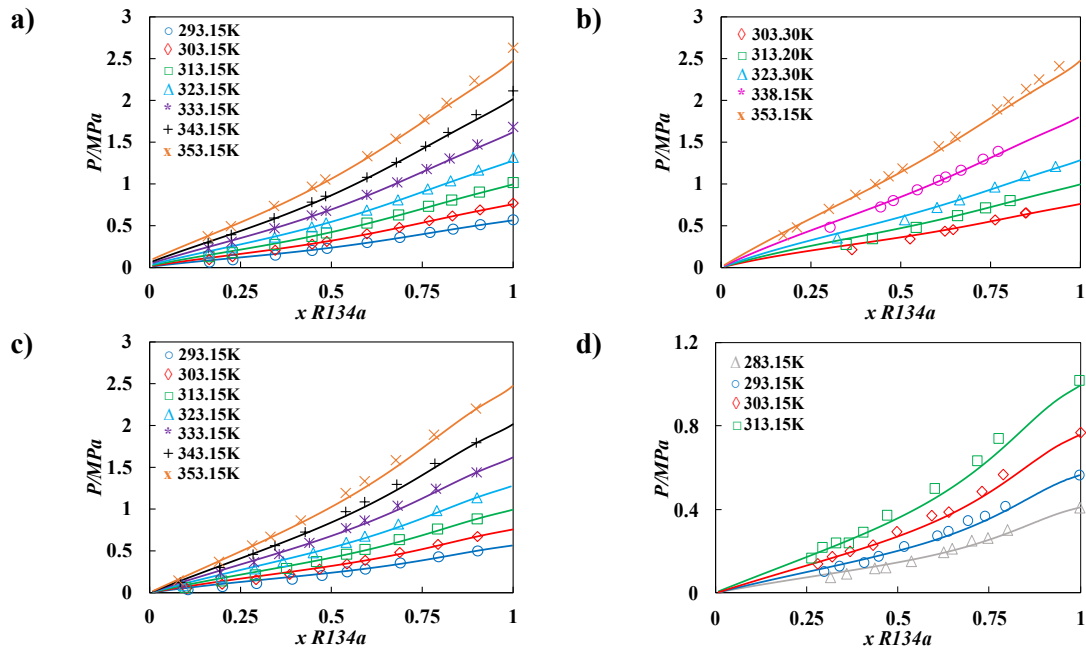 a)
○ 293.15K
◇ 303.15K
□ 313.15K
△ 323.15K
* 333.15K
+ 343.15K
x 353.15K
P/MPa
3
2.5
2
1.5
1
0.5
0
0 0.25 0.5 0.75 1
x R134a
b)
◇ 303.30K
□ 313.20K
△ 323.30K
* 338.15K
x 353.15K
P/MPa
3
2.5
2
1.5
1
0.5
0
0 0.25 0.5 0.75 1
x R134a
c)
○ 293.15K
◇ 303.15K
□ 313.15K
△ 323.15K
* 333.15K
+ 343.15K
x 353.15K
P/MPa
3
2.5
2
1.5
1
0.5
0
0 0.25 0.5 0.75 1
x R134a
d)
△ 283.15K
○ 293.15K
◇ 303.15K
□ 313.15K
P/MPa
1.2
0.8
0.4
0
0 0.25 0.5 0.75 1
x R134a